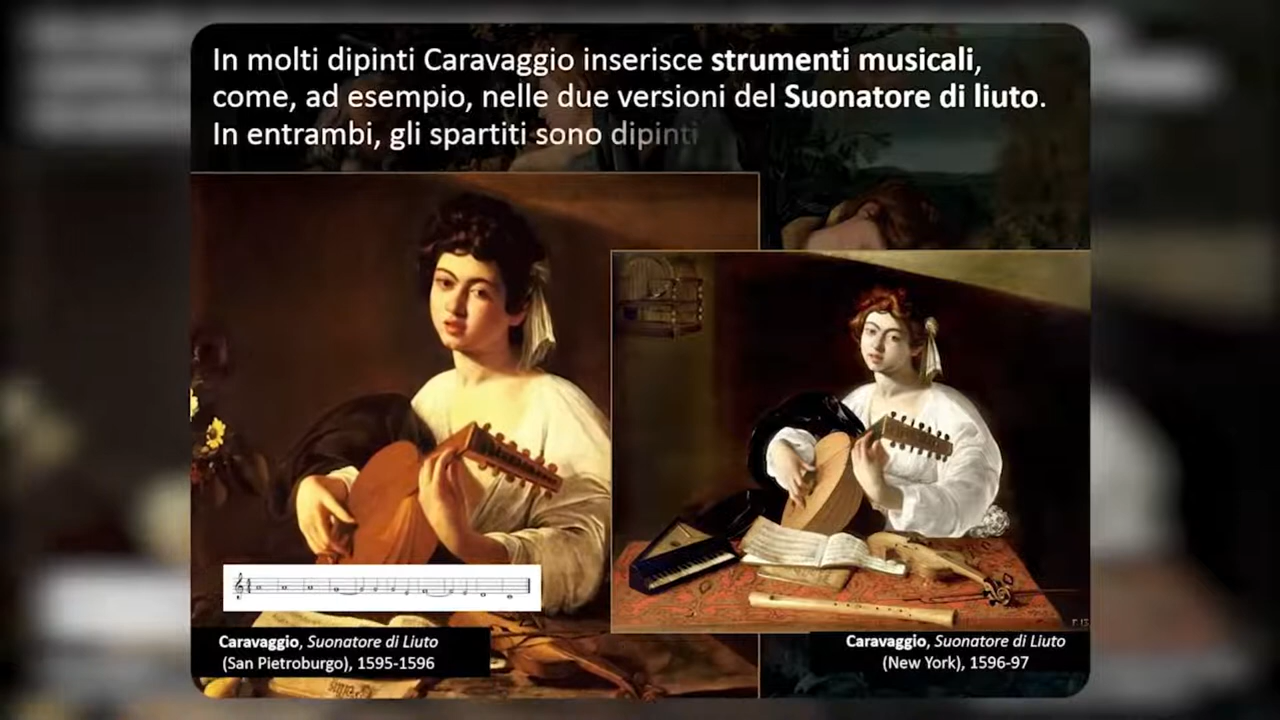 In molti dipinti Caravaggio inserisce strumenti musicali,
come, ad esempio, nelle due versioni del Suonatore di liuto.
In entrambi, gli spartiti sono dipinti
Caravaggio, Suonatore di Liuto
(San Pietroburgo), 1595-1596
Caravaggio, Suonatore di Liuto
(New York), 1596-97